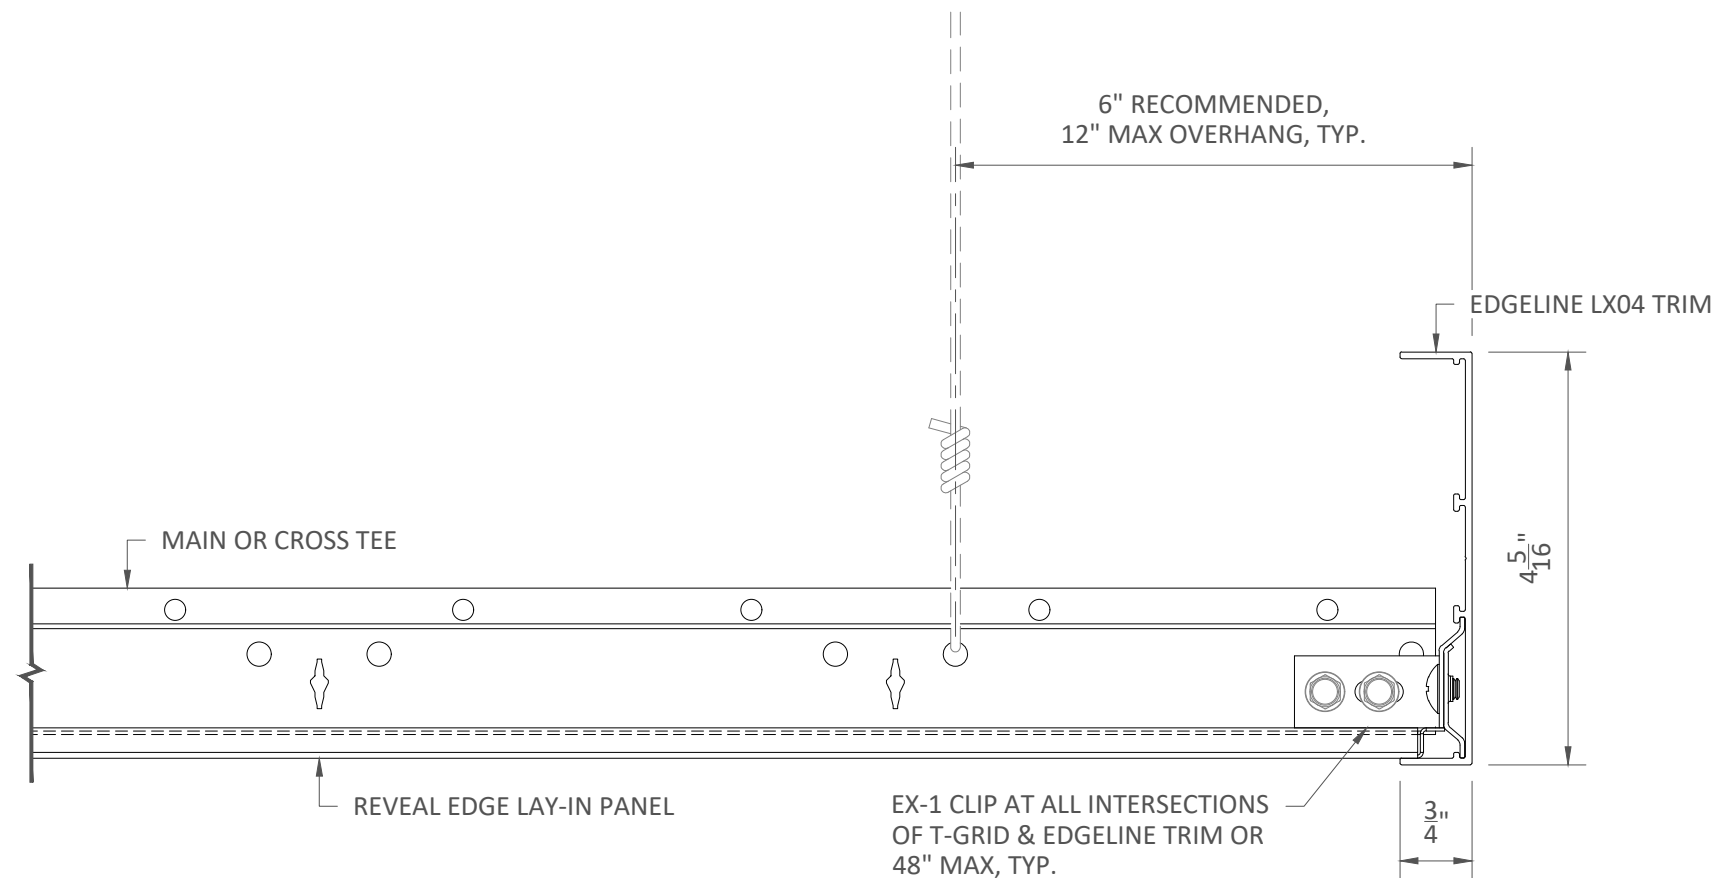 6" RECOMMENDED,
12" MAX OVERHANG, TYP.
EDGELINE LX04 TRIM
MAIN OR CROSS TEE
4 5/16"
REVEAL EDGE LAY-IN PANEL
EX-1 CLIP AT ALL INTERSECTIONS
OF T-GRID & EDGELINE TRIM OR
48" MAX, TYP.
3/4"